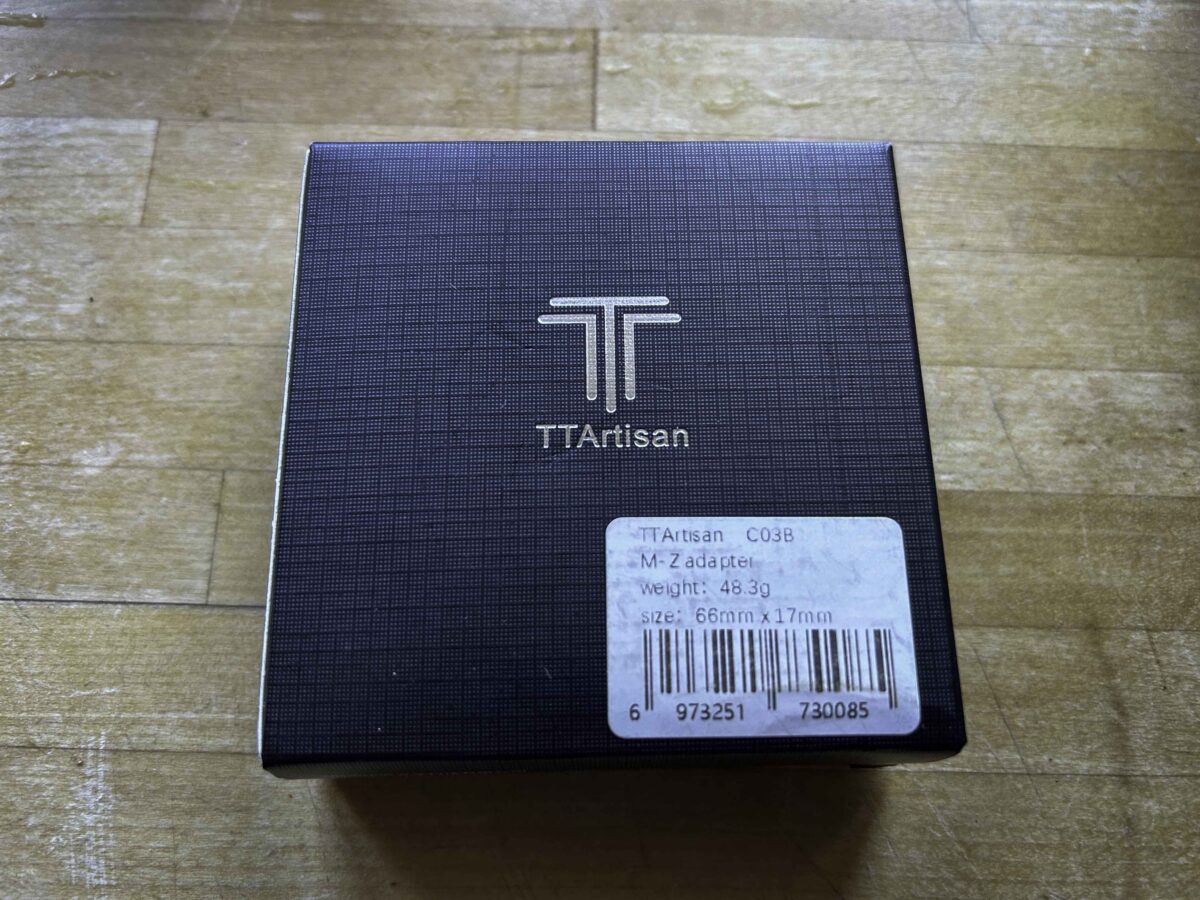 TTArtisan
TTArtisan C03B
M-Z adapter
weight: 48.3g
size: 66mm x 17mm
6 973251 730085